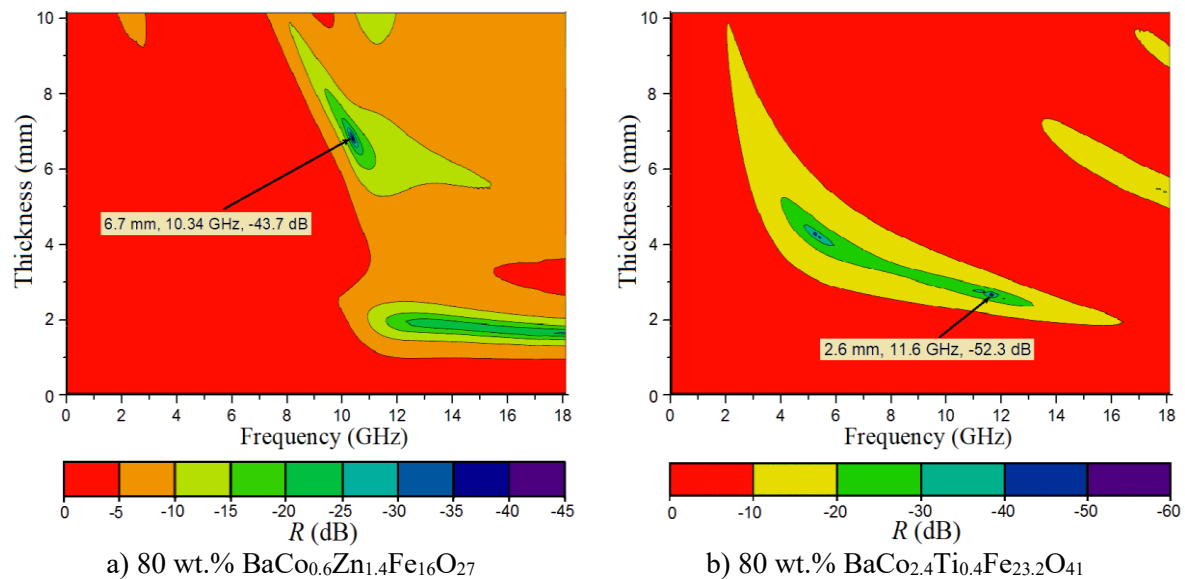 10
8
6
4
2
0
Thickness (mm)
6.7 mm, 10.34 GHz, -43.7 dB
0 2 4 6 8 10 12 14 16 18
Frequency (GHz)
0 -5 -10 -15 -20 -25 -30 -35 -40 -45
R (dB)
a) 80 wt.% BaCo0.6Zn1.4Fe16O27
10
8
6
4
2
0
Thickness (mm)
2.6 mm, 11.6 GHz, -52.3 dB
0 2 4 6 8 10 12 14 16 18
Frequency (GHz)
0 -10 -20 -30 -40 -50 -60
R (dB)
b) 80 wt.% BaCo2.4Ti0.4Fe23.2O41